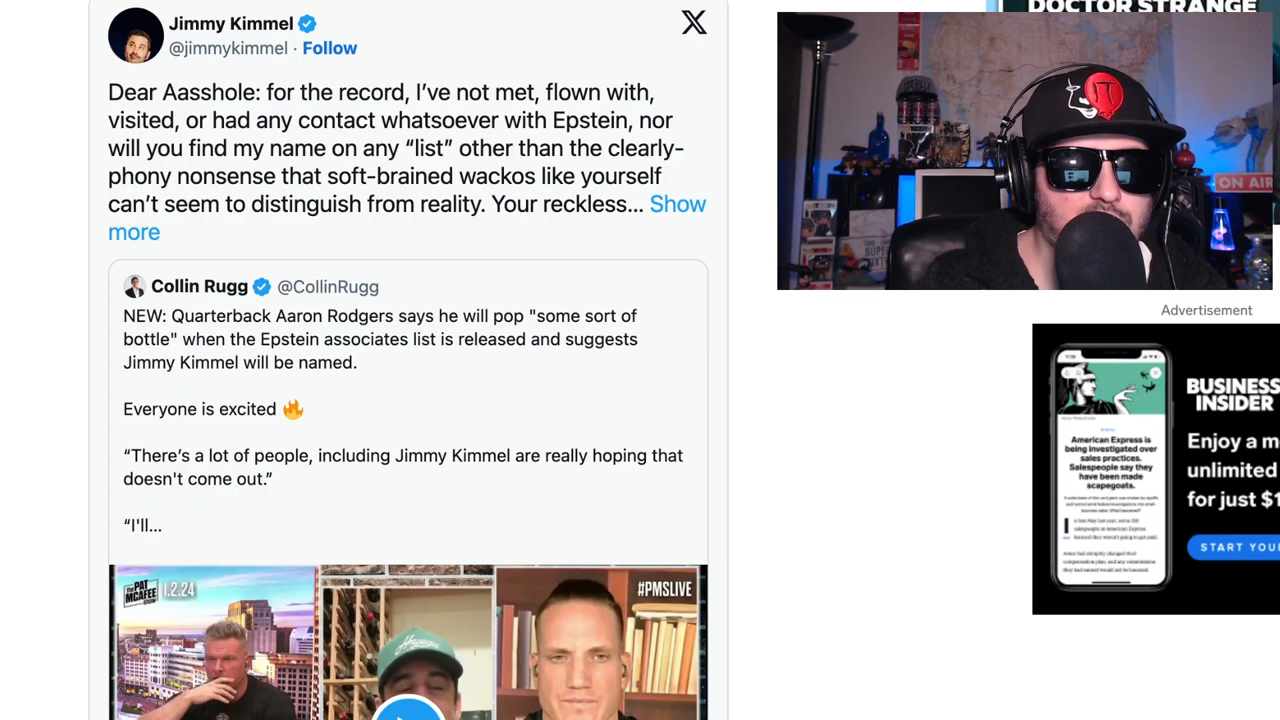 Jimmy Kimmel
@jimmykimmel · Follow
Dear Aasshole: for the record, I've not met, flown with,
visited, or had any contact whatsoever with Epstein, nor
will you find my name on any “list” other than the clearly-
phony nonsense that soft-brained wackos like yourself
can't seem to distinguish from reality. Your reckless... Show
more
Collin Rugg @CollinRugg
NEW: Quarterback Aaron Rodgers says he will pop "some sort of
bottle" when the Epstein associates list is released and suggests
Jimmy Kimmel will be named.
Everyone is excited 🔥
“There's a lot of people, including Jimmy Kimmel are really hoping that
doesn't come out.”
“I'll...
THE
PAT
MCAFEE
SHOW
1.2.24
#PMSLIVE
DOCTOR STRANGE
ON AIR
Advertisement
American Express is
being investigated over
sales practices.
Salespeople say they
have been made
scapegoats.
BUSINESS
INSIDER
Enjoy a m
unlimited
for just $1
START YOU